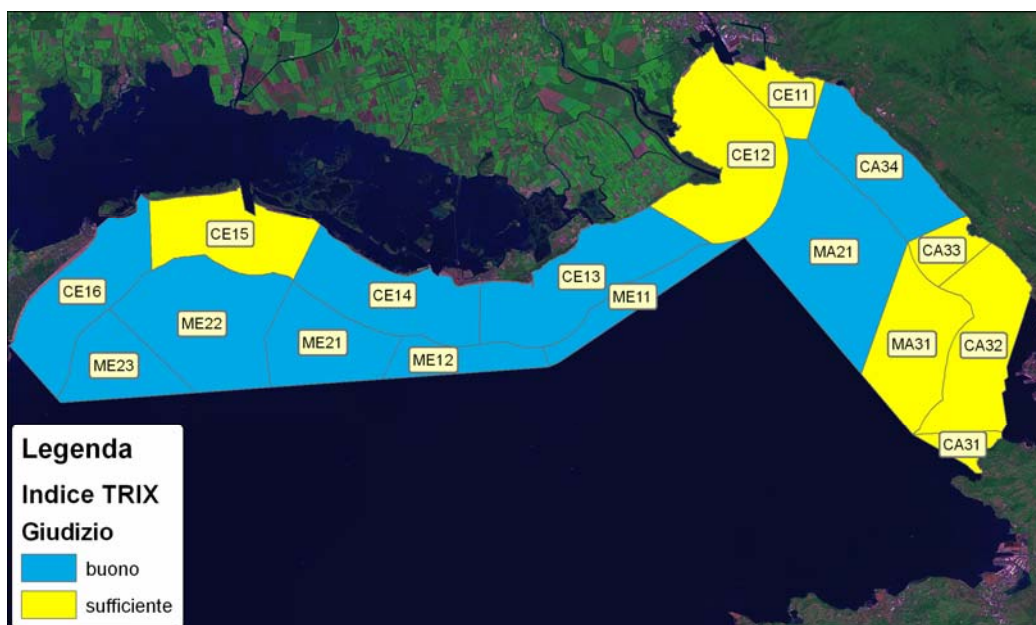 CE11
CE12
CA34
CE15
CA33
MA21
CE16
CE13
CE14
ME11
ME22
ME21
MA31
CA32
ME12
ME23
CA31
Legenda
Indice TRIX
Giudizio
buono
sufficiente